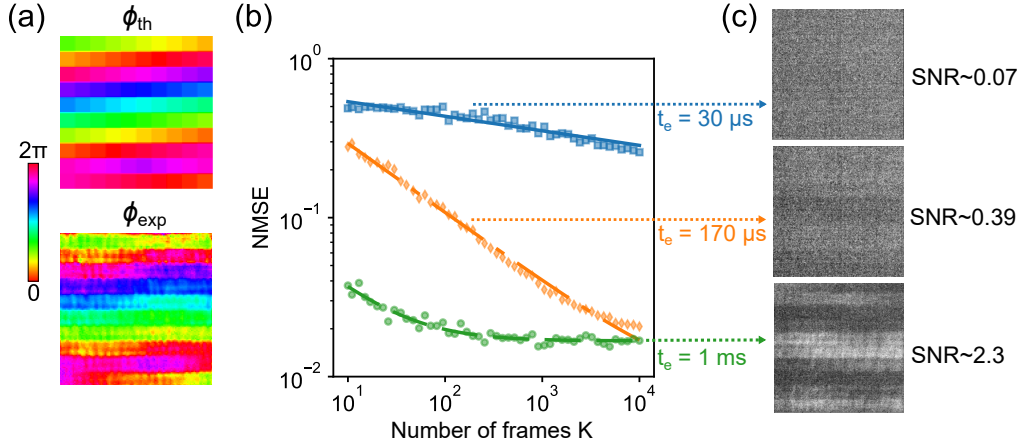 (a)
ϕth
2π
0
ϕexp
(b)
NMSE
10⁰
10⁻¹
10⁻²
10¹
10²
10³
10⁴
Number of frames K
tₑ = 30 µs
tₑ = 170 µs
tₑ = 1 ms
(c)
SNR~0.07
SNR~0.39
SNR~2.3